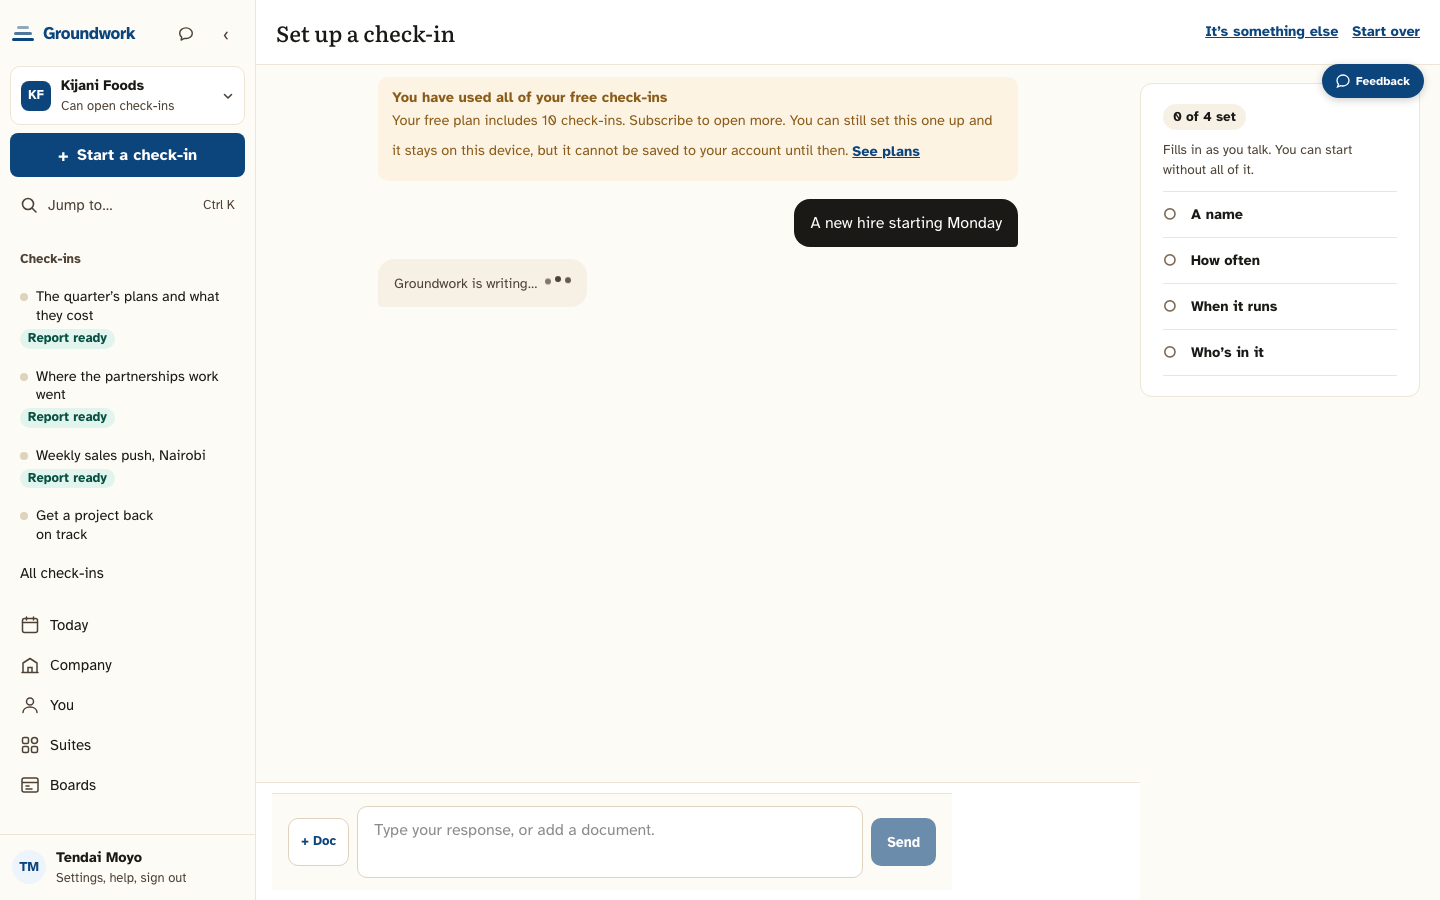 Groundwork
KF
Kijani Foods
Can open check-ins
+ Start a check-in
Jump to...
Ctrl K
Check-ins
The quarter's plans and what
they cost
Report ready
Where the partnerships work
went
Report ready
Weekly sales push, Nairobi
Report ready
Get a project back
on track
All check-ins
Today
Company
You
Suites
Boards
TM
Tendai Moyo
Settings, help, sign out
Set up a check-in
It's something else
Start over
Feedback
You have used all of your free check-ins
Your free plan includes 10 check-ins. Subscribe to open more. You can still set this one up and
it stays on this device, but it cannot be saved to your account until then. See plans
A new hire starting Monday
Groundwork is writing...
+ Doc
Type your response, or add a document.
Send
0 of 4 set
Fills in as you talk. You can start
without all of it.
A name
How often
When it runs
Who's in it